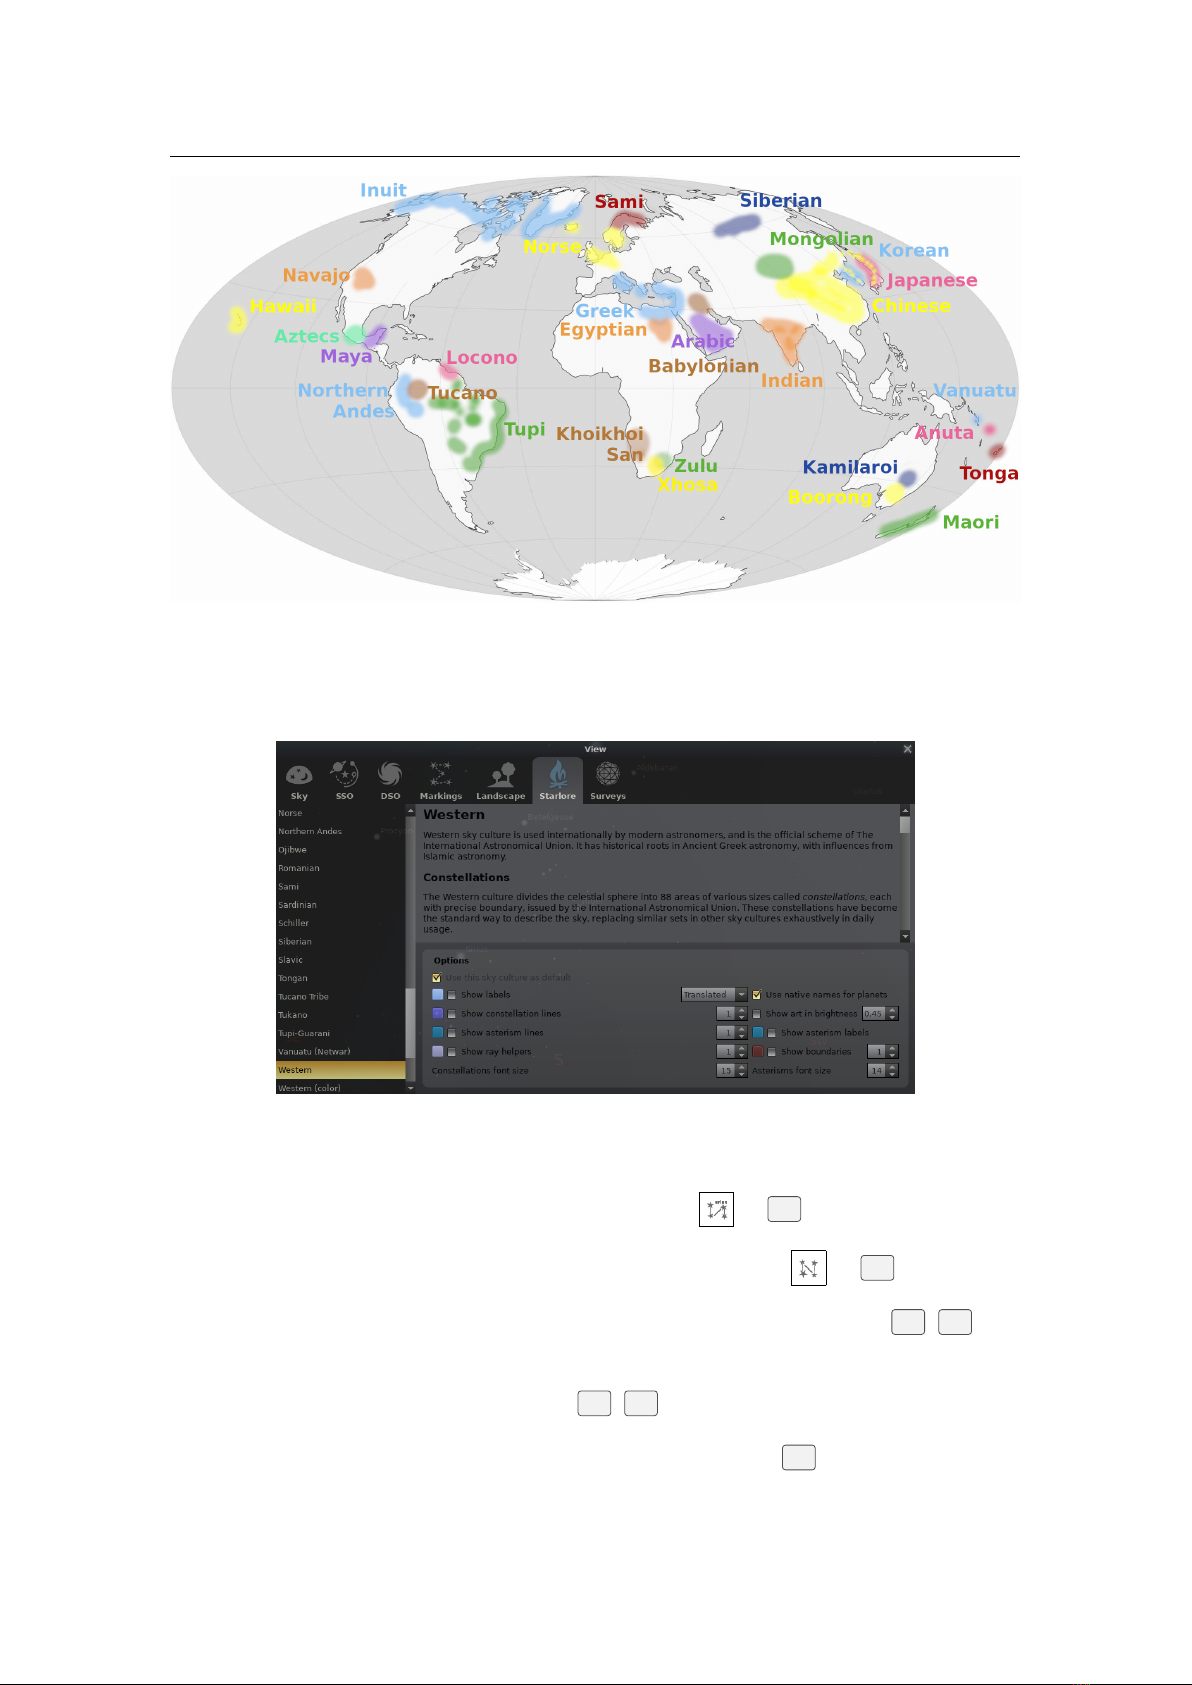 Inuit
Sami
Siberian
Norse
Mongolian
Korean
Navajo
Japanese
Hawaii
Greek
Chinese
Aztecs
Egyptian
Arabic
Maya
Locono
Babylonian
Indian
Northern
Andes
Tucano
Vanuatu
Tupi
Khoikhoi
San
Anuta
Zulu
Xhosa
Kamilaroi
Tonga
Boorong
Maori
View
Sky SSO DSO Markings Landscape Starlore Surveys
Norse
Northern Andes
Ojibwe
Romanian
Sami
Sardinian
Schiller
Siberian
Slavic
Tongan
Tucano Tribe
Tukano
Tupi-Guarani
Vanuatu (Netwar)
Western
Western (color)
Western
Western sky culture is used internationally by modern astronomers, and is the official scheme of The
International Astronomical Union. It has historical roots in Ancient Greek astronomy, with influences from
Islamic astronomy.
Constellations
The Western culture divides the celestial sphere into 88 areas of various sizes called constellations, each
with precise boundary, issued by the International Astronomical Union. These constellations have become
the standard way to describe the sky, replacing similar sets in other sky cultures exhaustively in daily
usage.
Options
Use this sky culture as default
Show labels Translated Use native names for planets
Show constellation lines 1 Show art in brightness 0,45
Show asterism lines 1 Show asterism labels
Show ray helpers 1 Show boundaries 1
Constellations font size 15 Asterisms font size 14